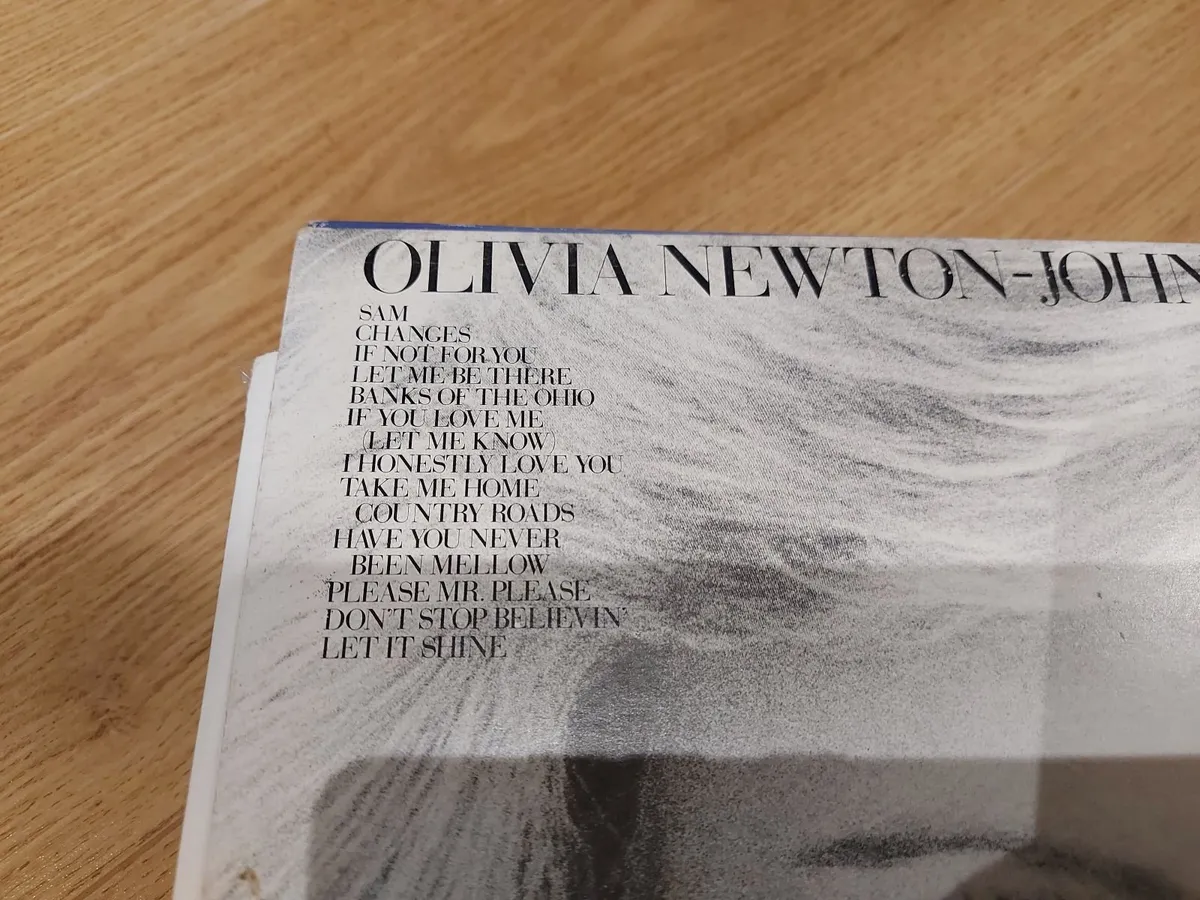 OLIVIA NEWTON-JOHN
SAM
CHANGES
IF NOT FOR YOU
LET ME BE THERE
BANKS OF THE OHIO
IF YOU LOVE ME
(LET ME KNOW)
I HONESTLY LOVE YOU
TAKE ME HOME
COUNTRY ROADS
HAVE YOU NEVER
BEEN MELLOW
PLEASE MR. PLEASE
DON'T STOP BELIEVIN'
LET IT SHINE